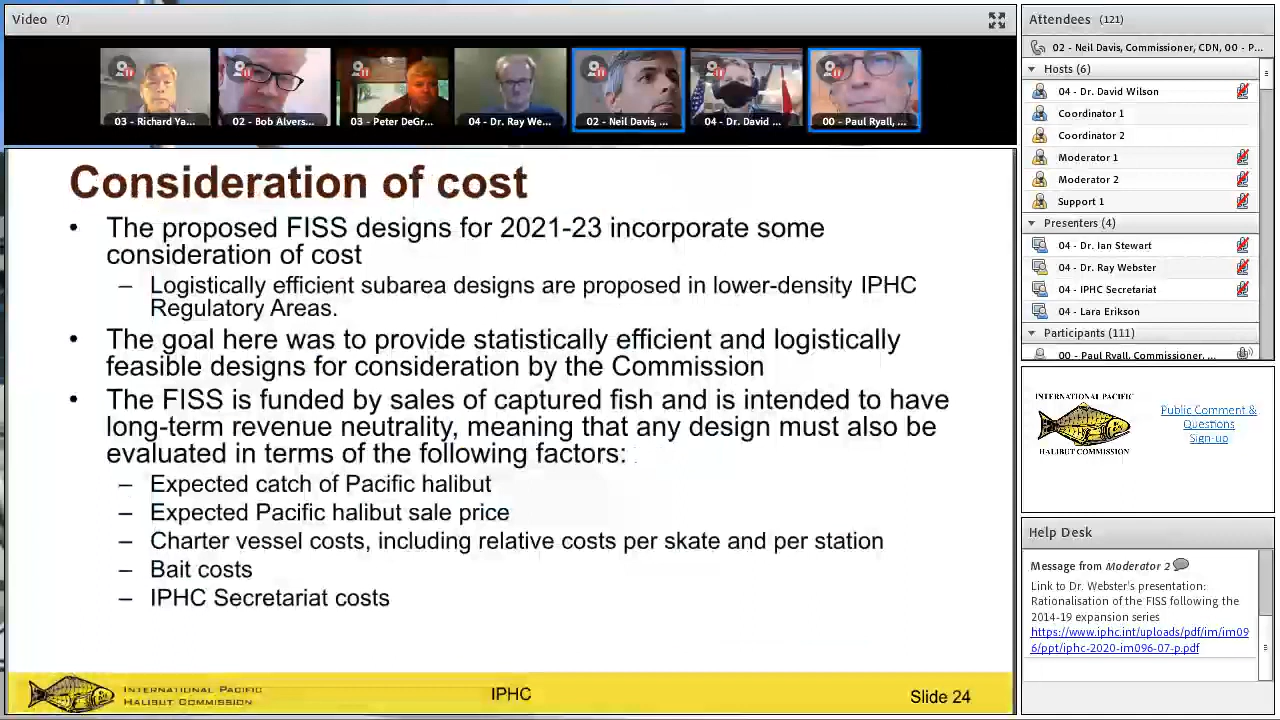 Video (7)
03 - Richard Ya...
02 - Bob Alvers...
03 - Peter DeGr...
04 - Dr. Ray We...
02 - Neil Davis, ...
04 - Dr. David ...
00 - Paul Ryall, ...
Consideration of cost
• The proposed FISS designs for 2021-23 incorporate some
consideration of cost
– Logistically efficient subarea designs are proposed in lower-density IPHC
Regulatory Areas.
• The goal here was to provide statistically efficient and logistically
feasible designs for consideration by the Commission
• The FISS is funded by sales of captured fish and is intended to have
long-term revenue neutrality, meaning that any design must also be
evaluated in terms of the following factors:
– Expected catch of Pacific halibut
– Expected Pacific halibut sale price
– Charter vessel costs, including relative costs per skate and per station
– Bait costs
– IPHC Secretariat costs
INTERNATIONAL PACIFIC
HALIBUT COMMISSION
IPHC
Slide 24
Attendees (121)
02 - Neil Davis, Commissioner, CDN, 00 - P...
Hosts (6)
04 - Dr. David Wilson
Coordinator 1
Coordinator 2
Moderator 1
Moderator 2
Support 1
Presenters (4)
04 - Dr. Ian Stewart
04 - Dr. Ray Webster
04 - IPHC Secretariat
04 - Lara Erikson
Participants (111)
00 - Paul Ryall, Commissioner, ...
INTERNATIONAL PACIFIC
HALIBUT COMMISSION
Public Comment &
Questions
Sign-up
Help Desk
Message from Moderator 2
Link to Dr. Webster's presentation:
Rationalisation of the FISS following the
2014-19 expansion series
https://www.iphc.int/uploads/pdf/im/im09
6/ppt/iphc-2020-im096-07-p.pdf